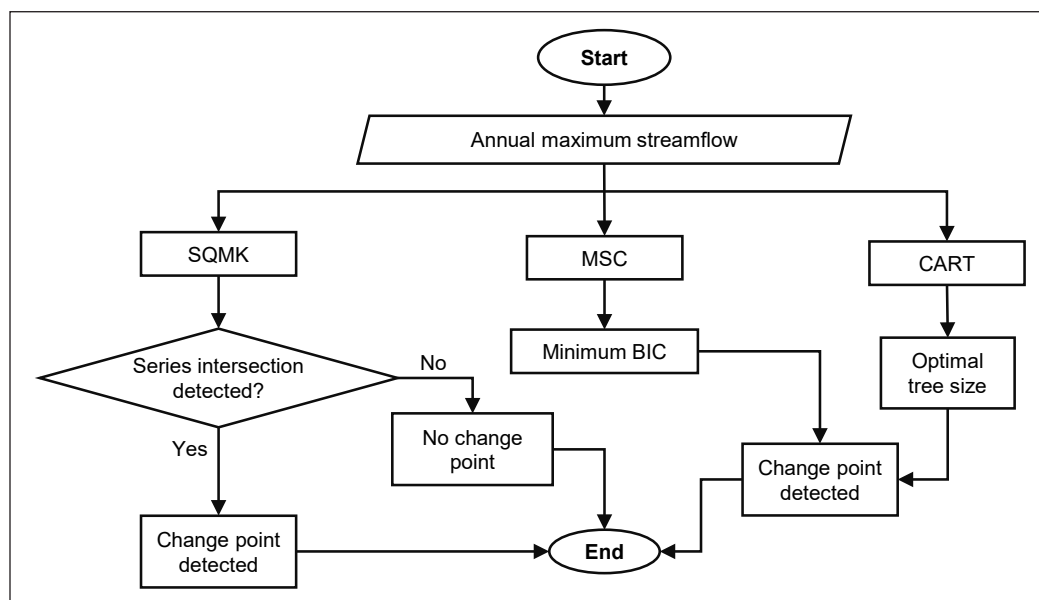 Start
Annual maximum streamflow
SQMK
MSC
CART
Series intersection
detected?
No
Minimum BIC
Optimal
tree size
Yes
No change
point
Change point
detected
Change point
detected
End